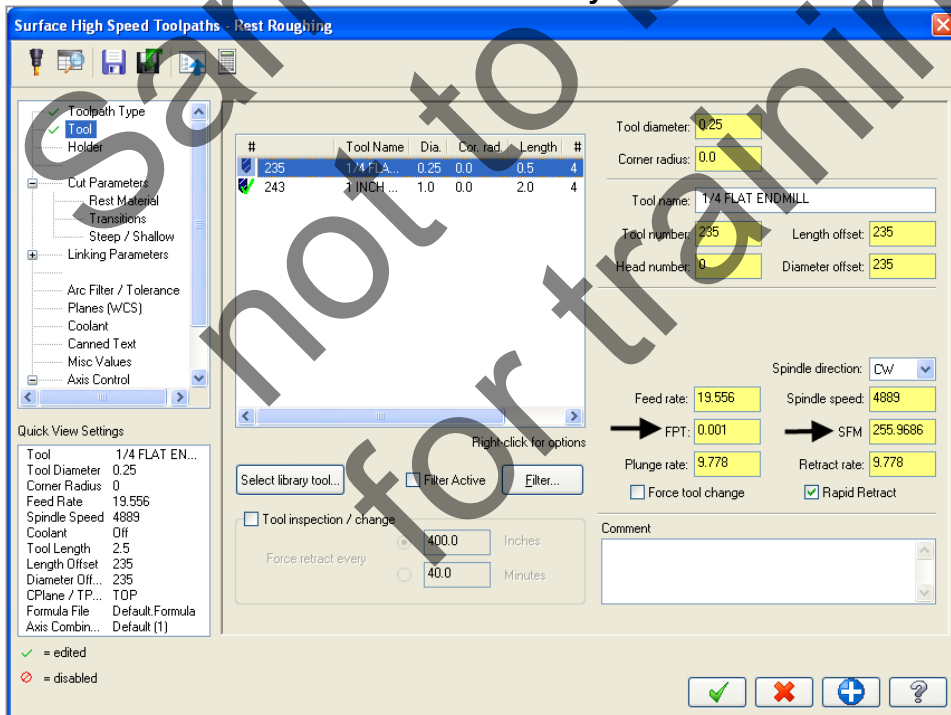 Surface High Speed Toolpaths - Rest Roughing
Toolpath Type
Tool
Holder
Cut Parameters
Rest Material
Transitions
Steep / Shallow
Linking Parameters
Arc Filter / Tolerance
Planes (WCS)
Coolant
Canned Text
Misc Values
Axis Control
Quick View Settings
Tool 1/4 FLAT EN...
Tool Diameter 0.25
Corner Radius 0
Feed Rate 19.556
Spindle Speed 4889
Coolant Off
Tool Length 2.5
Length Offset 235
Diameter Off... 235
CPlane / TP... TOP
Formula File Default.Formula
Axis Combin... Default (1)
= edited
= disabled
# Tool Name Dia. Cor. rad. Length #
235 1/4 FLA... 0.25 0.0 0.5 4
243 1 INCH ... 1.0 0.0 2.0 4
Right-click for options
Select library tool...
Filter Active
Filter...
Tool inspection / change
Force retract every
400.0 Inches
40.0 Minutes
Tool diameter: 0.25
Corner radius: 0.0
Tool name: 1/4 FLAT ENDMILL
Tool number: 235 Length offset: 235
Head number: 0 Diameter offset: 235
Spindle direction: CW
Feed rate: 19.556 Spindle speed: 4889
FPT: 0.001 SFM 255.9686
Plunge rate: 9.778 Retract rate: 9.778
Force tool change Rapid Retract
Comment
not to
for